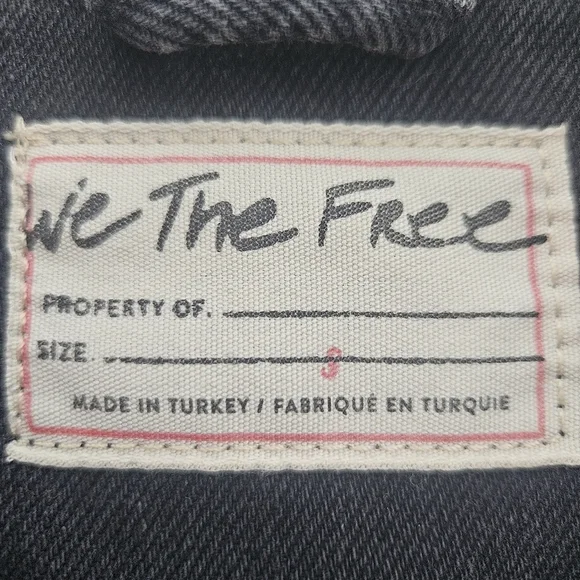 We The Free
PROPERTY OF.
SIZE. S
MADE IN TURKEY / FABRIQUÉ EN TURQUIE